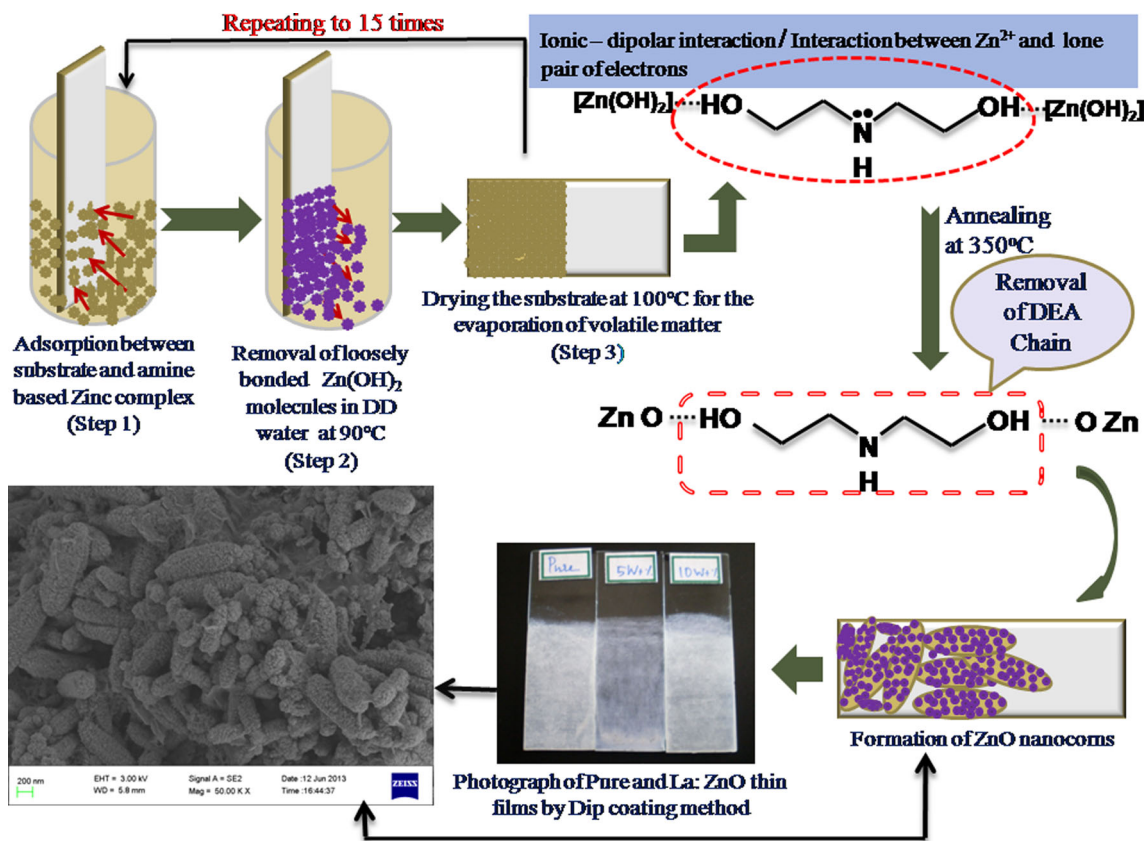 Repeating to 15 times
Ionic – dipolar interaction / Interaction between Zn²⁺ and lone
pair of electrons
[Zn(OH)₂]····HO
N
H
OH····[Zn(OH)₂]
Annealing
at 350°C
Removal
of DEA
Chain
Adsorption between
substrate and amine
based Zinc complex
(Step 1)
Removal of loosely
bonded Zn(OH)₂
molecules in DD
water at 90°C
(Step 2)
Drying the substrate at 100°C for the
evaporation of volatile matter
(Step 3)
Zn O ····HO
N
H
OH ···· O Zn
Pure
5Wt%
10Wt%
200 nm
EHT = 3.00 kV
WD = 5.8 mm
Signal A = SE2
Mag = 50.00 K X
Date :12 Jun 2013
Time :16:44:37
ZEISS
Photograph of Pure and La: ZnO thin
films by Dip coating method
Formation of ZnO nanocorns